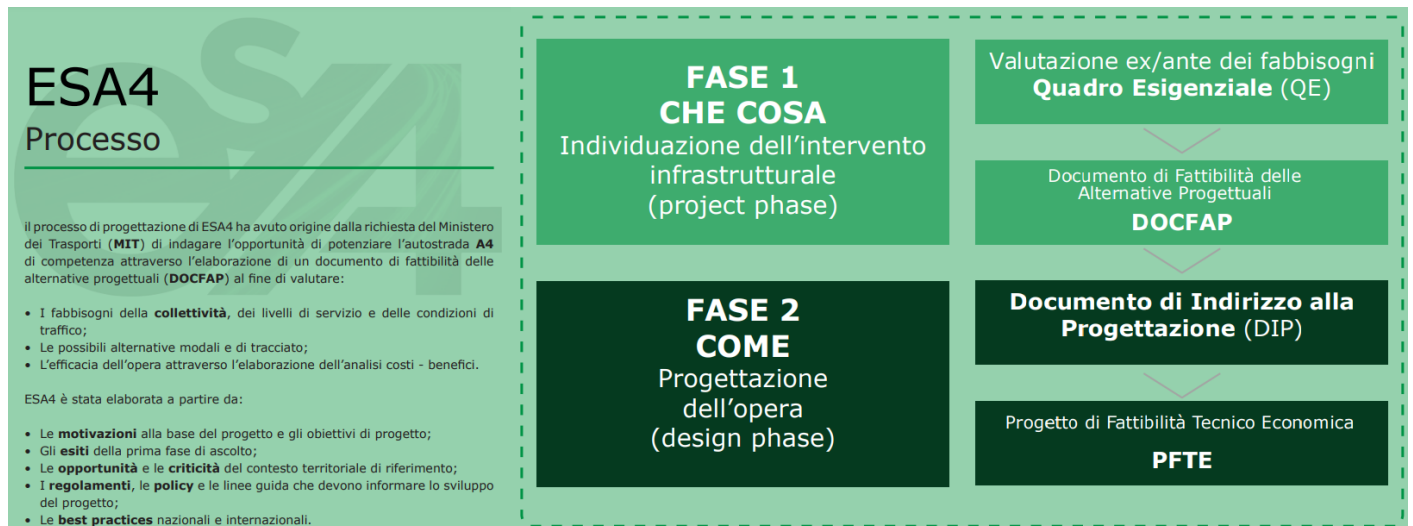 ESA4
Processo
il processo di progettazione di ESA4 ha avuto origine dalla richiesta del Ministero
dei Trasporti (MIT) di indagare l'opportunità di potenziare l'autostrada A4
di competenza attraverso l'elaborazione di un documento di fattibilità delle
alternative progettuali (DOCFAP) al fine di valutare:
• I fabbisogni della collettività, dei livelli di servizio e delle condizioni di
traffico;
• Le possibili alternative modali e di tracciato;
• L'efficacia dell'opera attraverso l'elaborazione dell'analisi costi - benefici.
ESA4 è stata elaborata a partire da:
• Le motivazioni alla base del progetto e gli obiettivi di progetto;
• Gli esiti della prima fase di ascolto;
• Le opportunità e le criticità del contesto territoriale di riferimento;
• I regolamenti, le policy e le linee guida che devono informare lo sviluppo
del progetto;
• Le best practices nazionali e internazionali.
FASE 1
CHE COSA
Individuazione dell'intervento
infrastrutturale
(project phase)
FASE 2
COME
Progettazione
dell'opera
(design phase)
Valutazione ex/ante dei fabbisogni
Quadro Esigenziale (QE)
Documento di Fattibilità delle
Alternative Progettuali
DOCFAP
Documento di Indirizzo alla
Progettazione (DIP)
Progetto di Fattibilità Tecnico Economica
PFTE
esa4